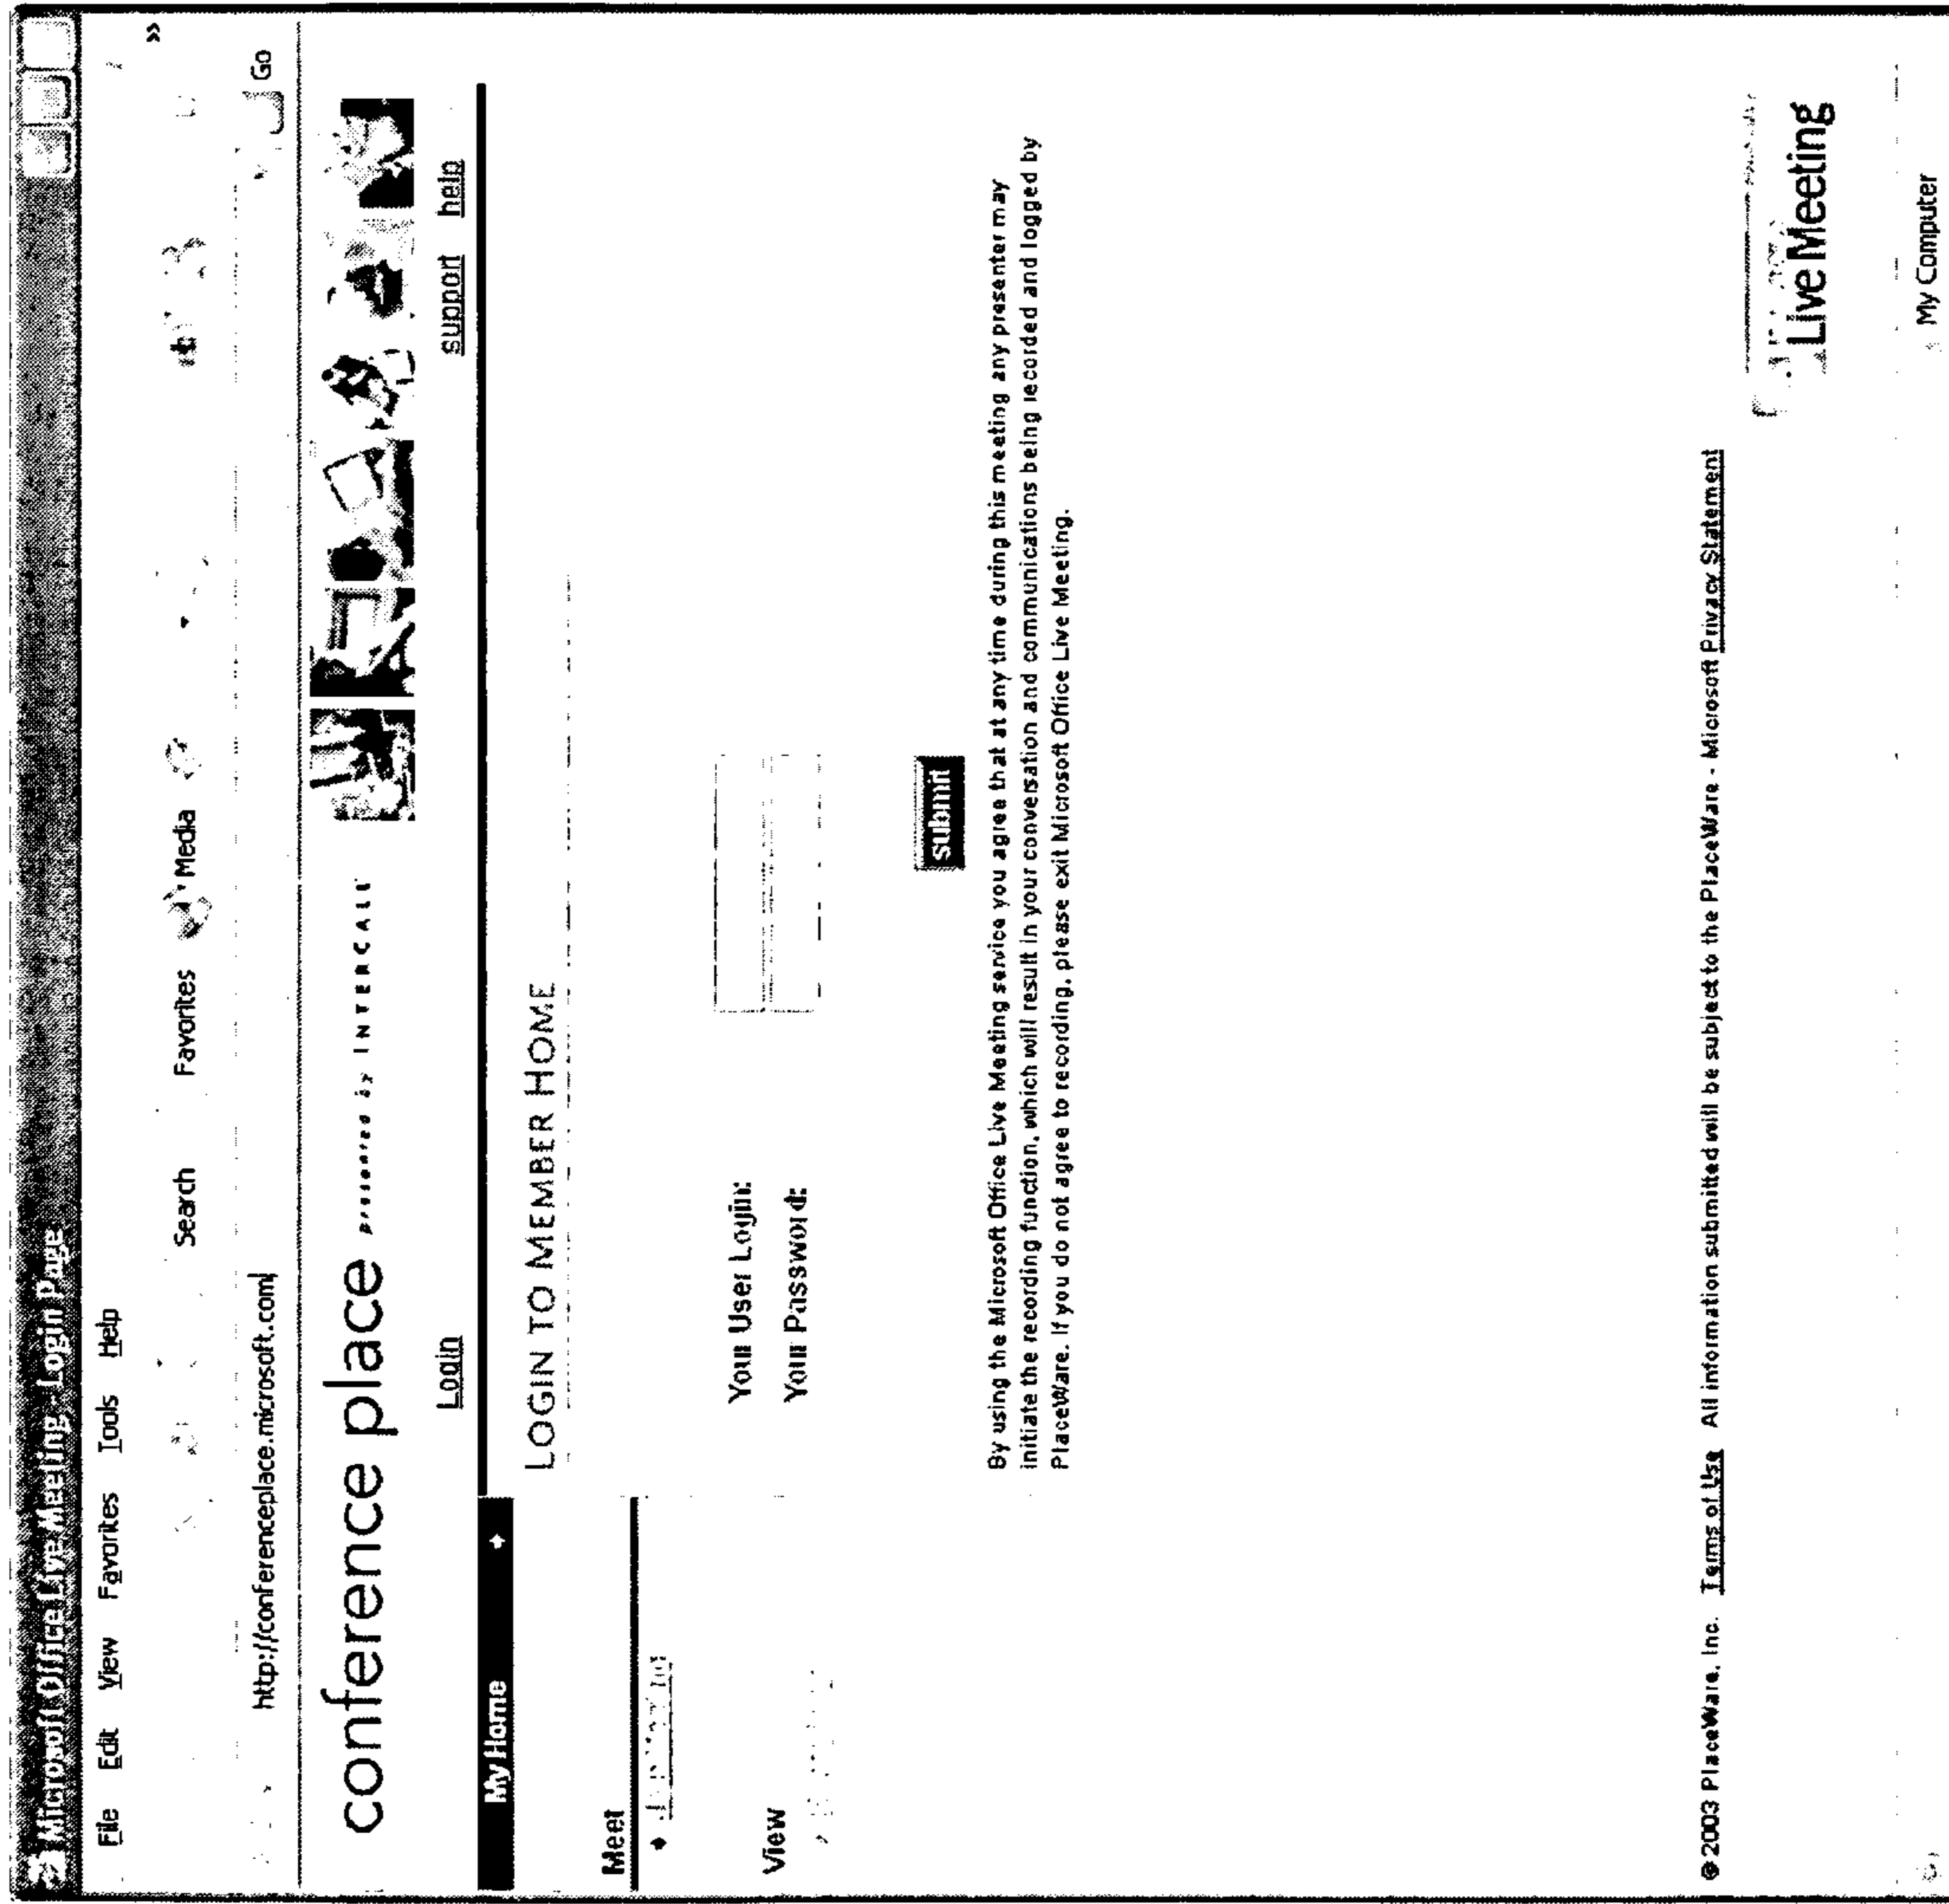 Microsoft Office Live Meeting - Login Page
File Edit View Favorites Tools Help
Search Favorites Media »
http://conferenceplace.microsoft.com/ Go
conference place presented by INTERCALL
Login support help
My Home
LOGIN TO MEMBER HOME
Meet
View
Your User Login:
Your Password:
submit
By using the Microsoft Office Live Meeting service you agree that at any time during this meeting any presenter may
initiate the recording function, which will result in your conversation and communications being recorded and logged by
PlaceWare. If you do not agree to recording, please exit Microsoft Office Live Meeting.
© 2003 PlaceWare, Inc. Terms of Use All information submitted will be subject to the PlaceWare - Microsoft Privacy Statement
Live Meeting
My Computer